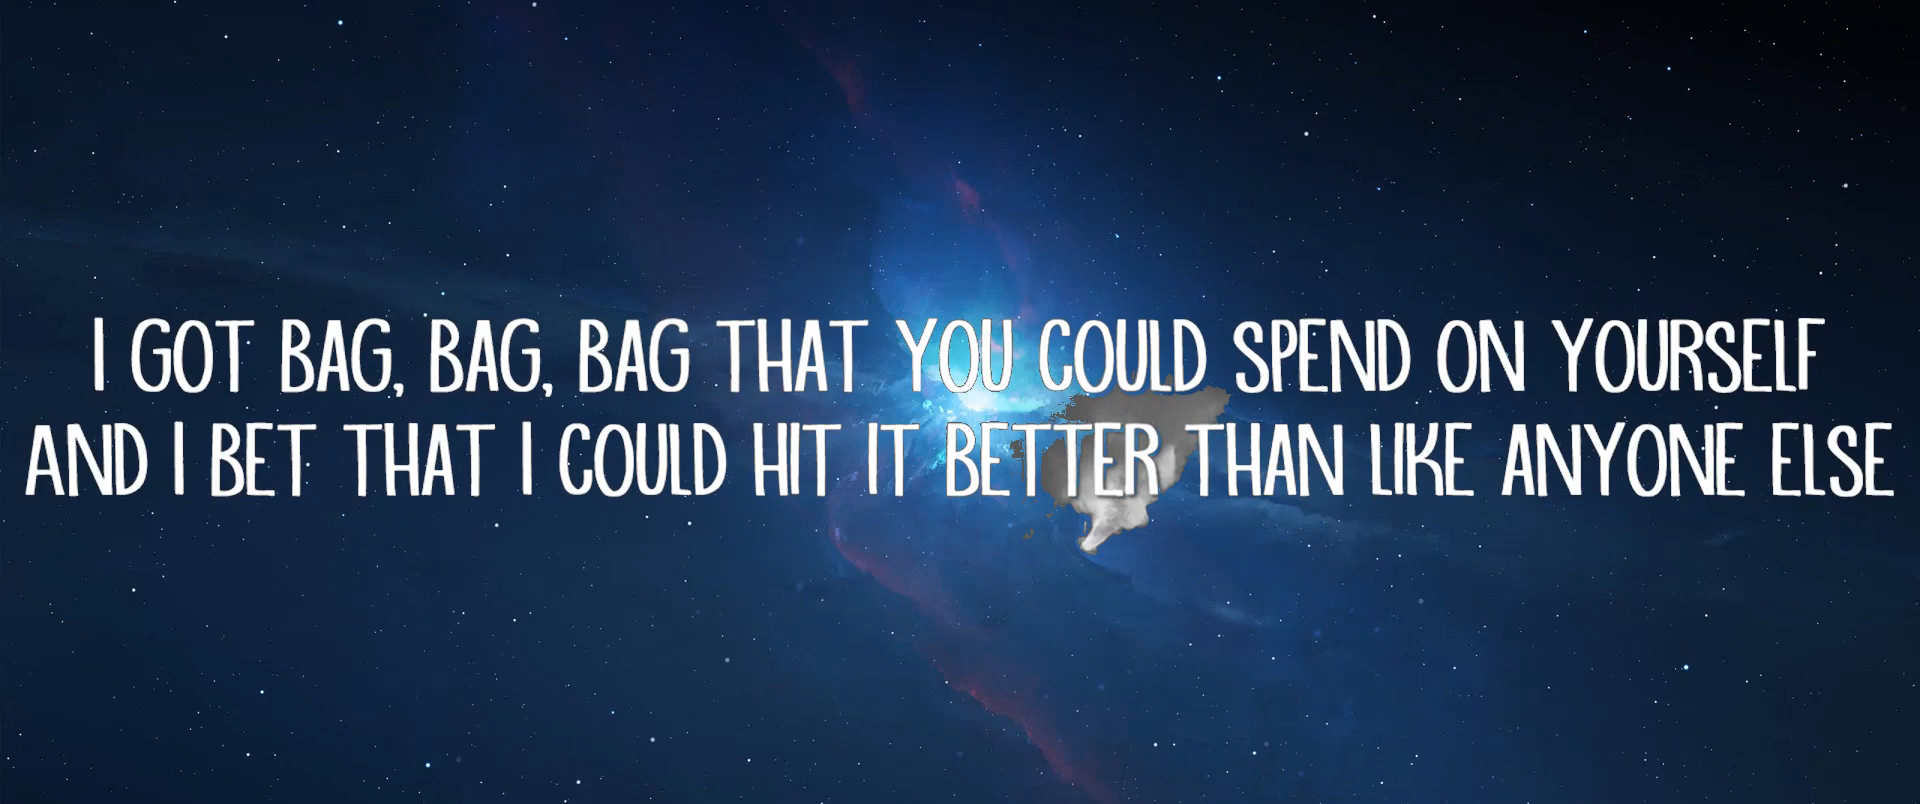 I GOT BAG, BAG, BAG THAT YOU COULD SPEND ON YOURSELF
AND I BET THAT I COULD HIT IT BETTER THAN LIKE ANYONE ELSE